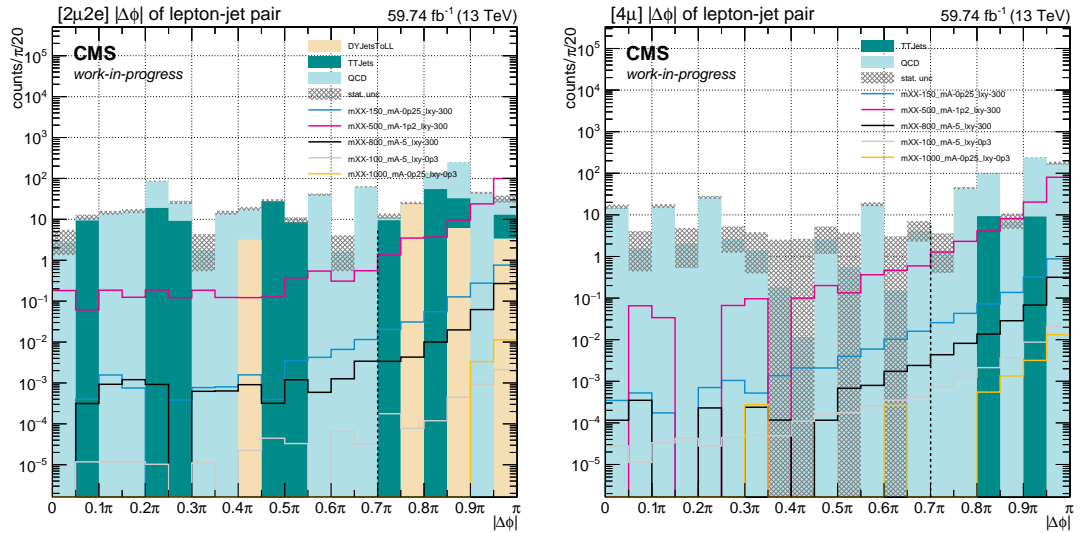 [2μ2e] |Δϕ| of lepton-jet pair
59.74 fb⁻¹ (13 TeV)
counts/π/20
CMS
work-in-progress
DYJetsToLL
TTJets
QCD
stat. unc
mXX-150_mA-0p25_lxy-300
mXX-500_mA-1p2_lxy-300
mXX-800_mA-5_lxy-300
mXX-100_mA-5_lxy-0p3
mXX-1000_mA-0p25_lxy-0p3
10⁵
10⁴
10³
10²
10
1
10⁻¹
10⁻²
10⁻³
10⁻⁴
10⁻⁵
0 0.1π 0.2π 0.3π 0.4π 0.5π 0.6π 0.7π 0.8π 0.9π π
|Δϕ|
[4μ] |Δϕ| of lepton-jet pair
59.74 fb⁻¹ (13 TeV)
counts/π/20
CMS
work-in-progress
TTJets
QCD
stat. unc
mXX-150_mA-0p25_lxy-300
mXX-500_mA-1p2_lxy-300
mXX-800_mA-5_lxy-300
mXX-100_mA-5_lxy-0p3
mXX-1000_mA-0p25_lxy-0p3
10⁵
10⁴
10³
10²
10
1
10⁻¹
10⁻²
10⁻³
10⁻⁴
10⁻⁵
0 0.1π 0.2π 0.3π 0.4π 0.5π 0.6π 0.7π 0.8π 0.9π π
|Δϕ|